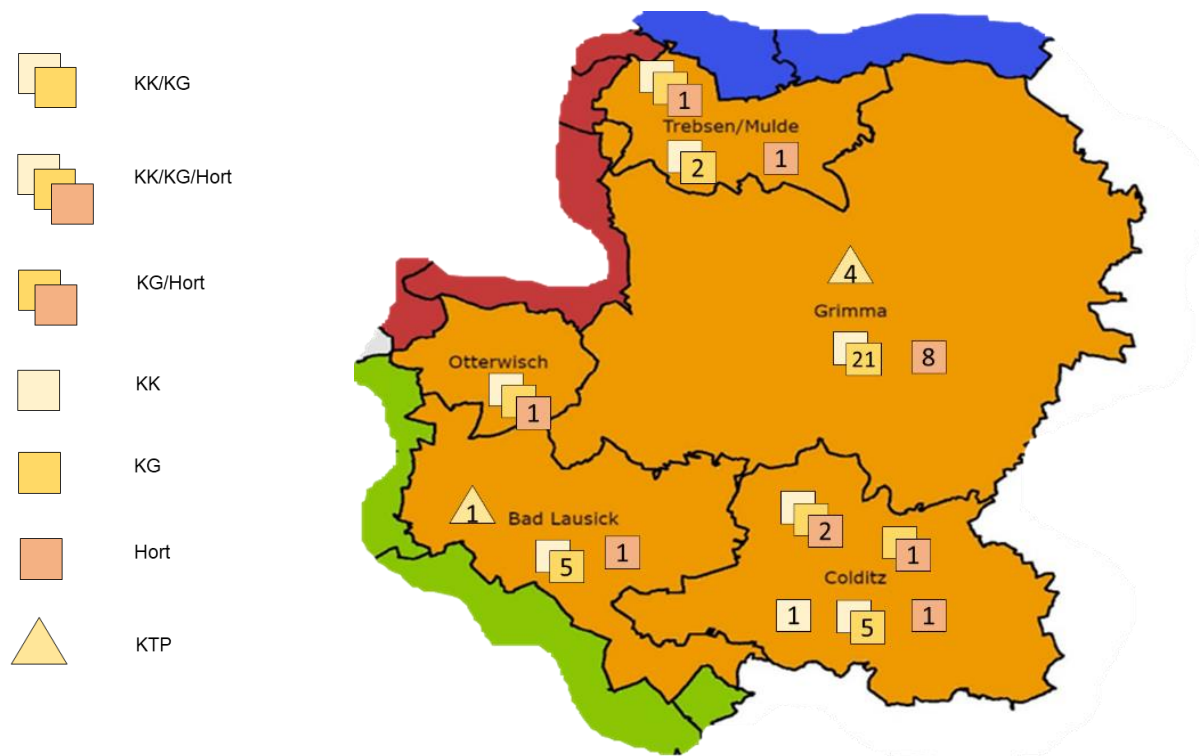 KK/KG
KK/KG/Hort
KG/Hort
KK
KG
Hort
KTP
1
Trebsen/Mulde
2
1
4
Grimma
21
8
Otterwisch
1
1
Bad Lausick
5
1
2
1
Colditz
1
5
1